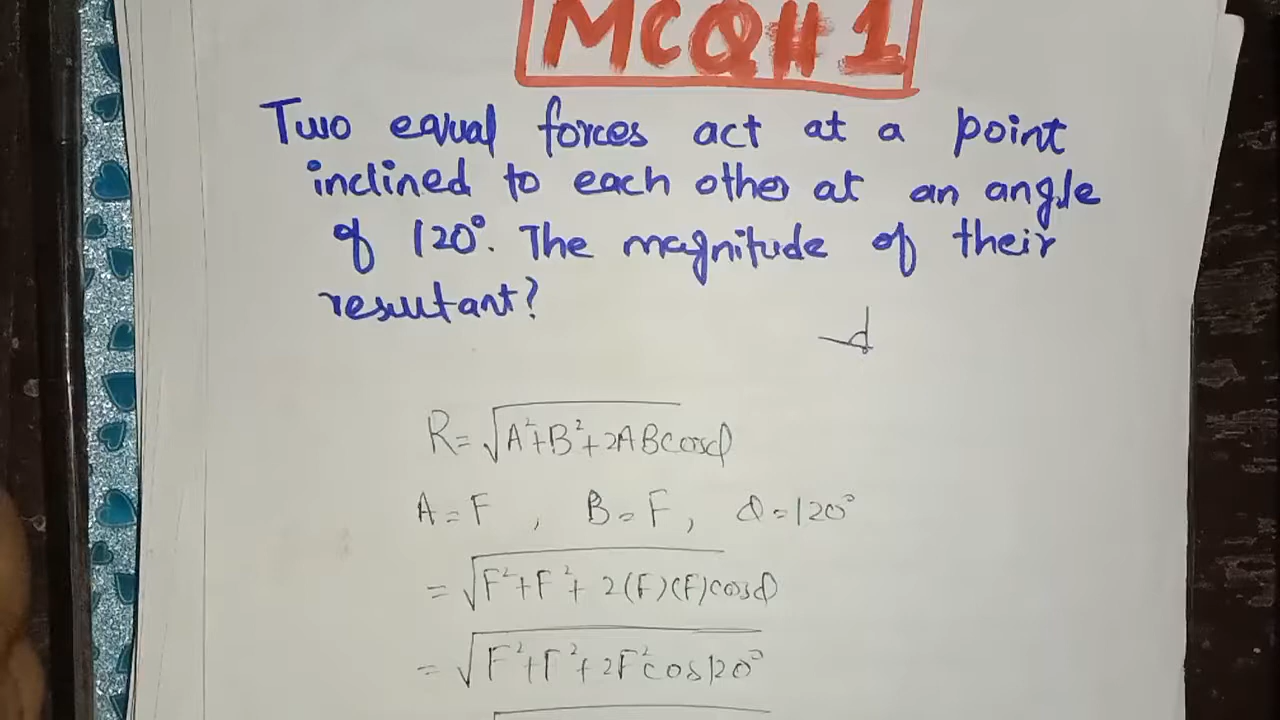 MCQ# 1
Two equal forces act at a point
inclined to each other at an angle
of 120°. The magnitude of their
resultant?
R= √A²+B²+2ABcosθ
A=F , B=F, θ=120°
= √F²+F²+ 2(F)(F)cosθ
= √F²+F²+2F²cos120°